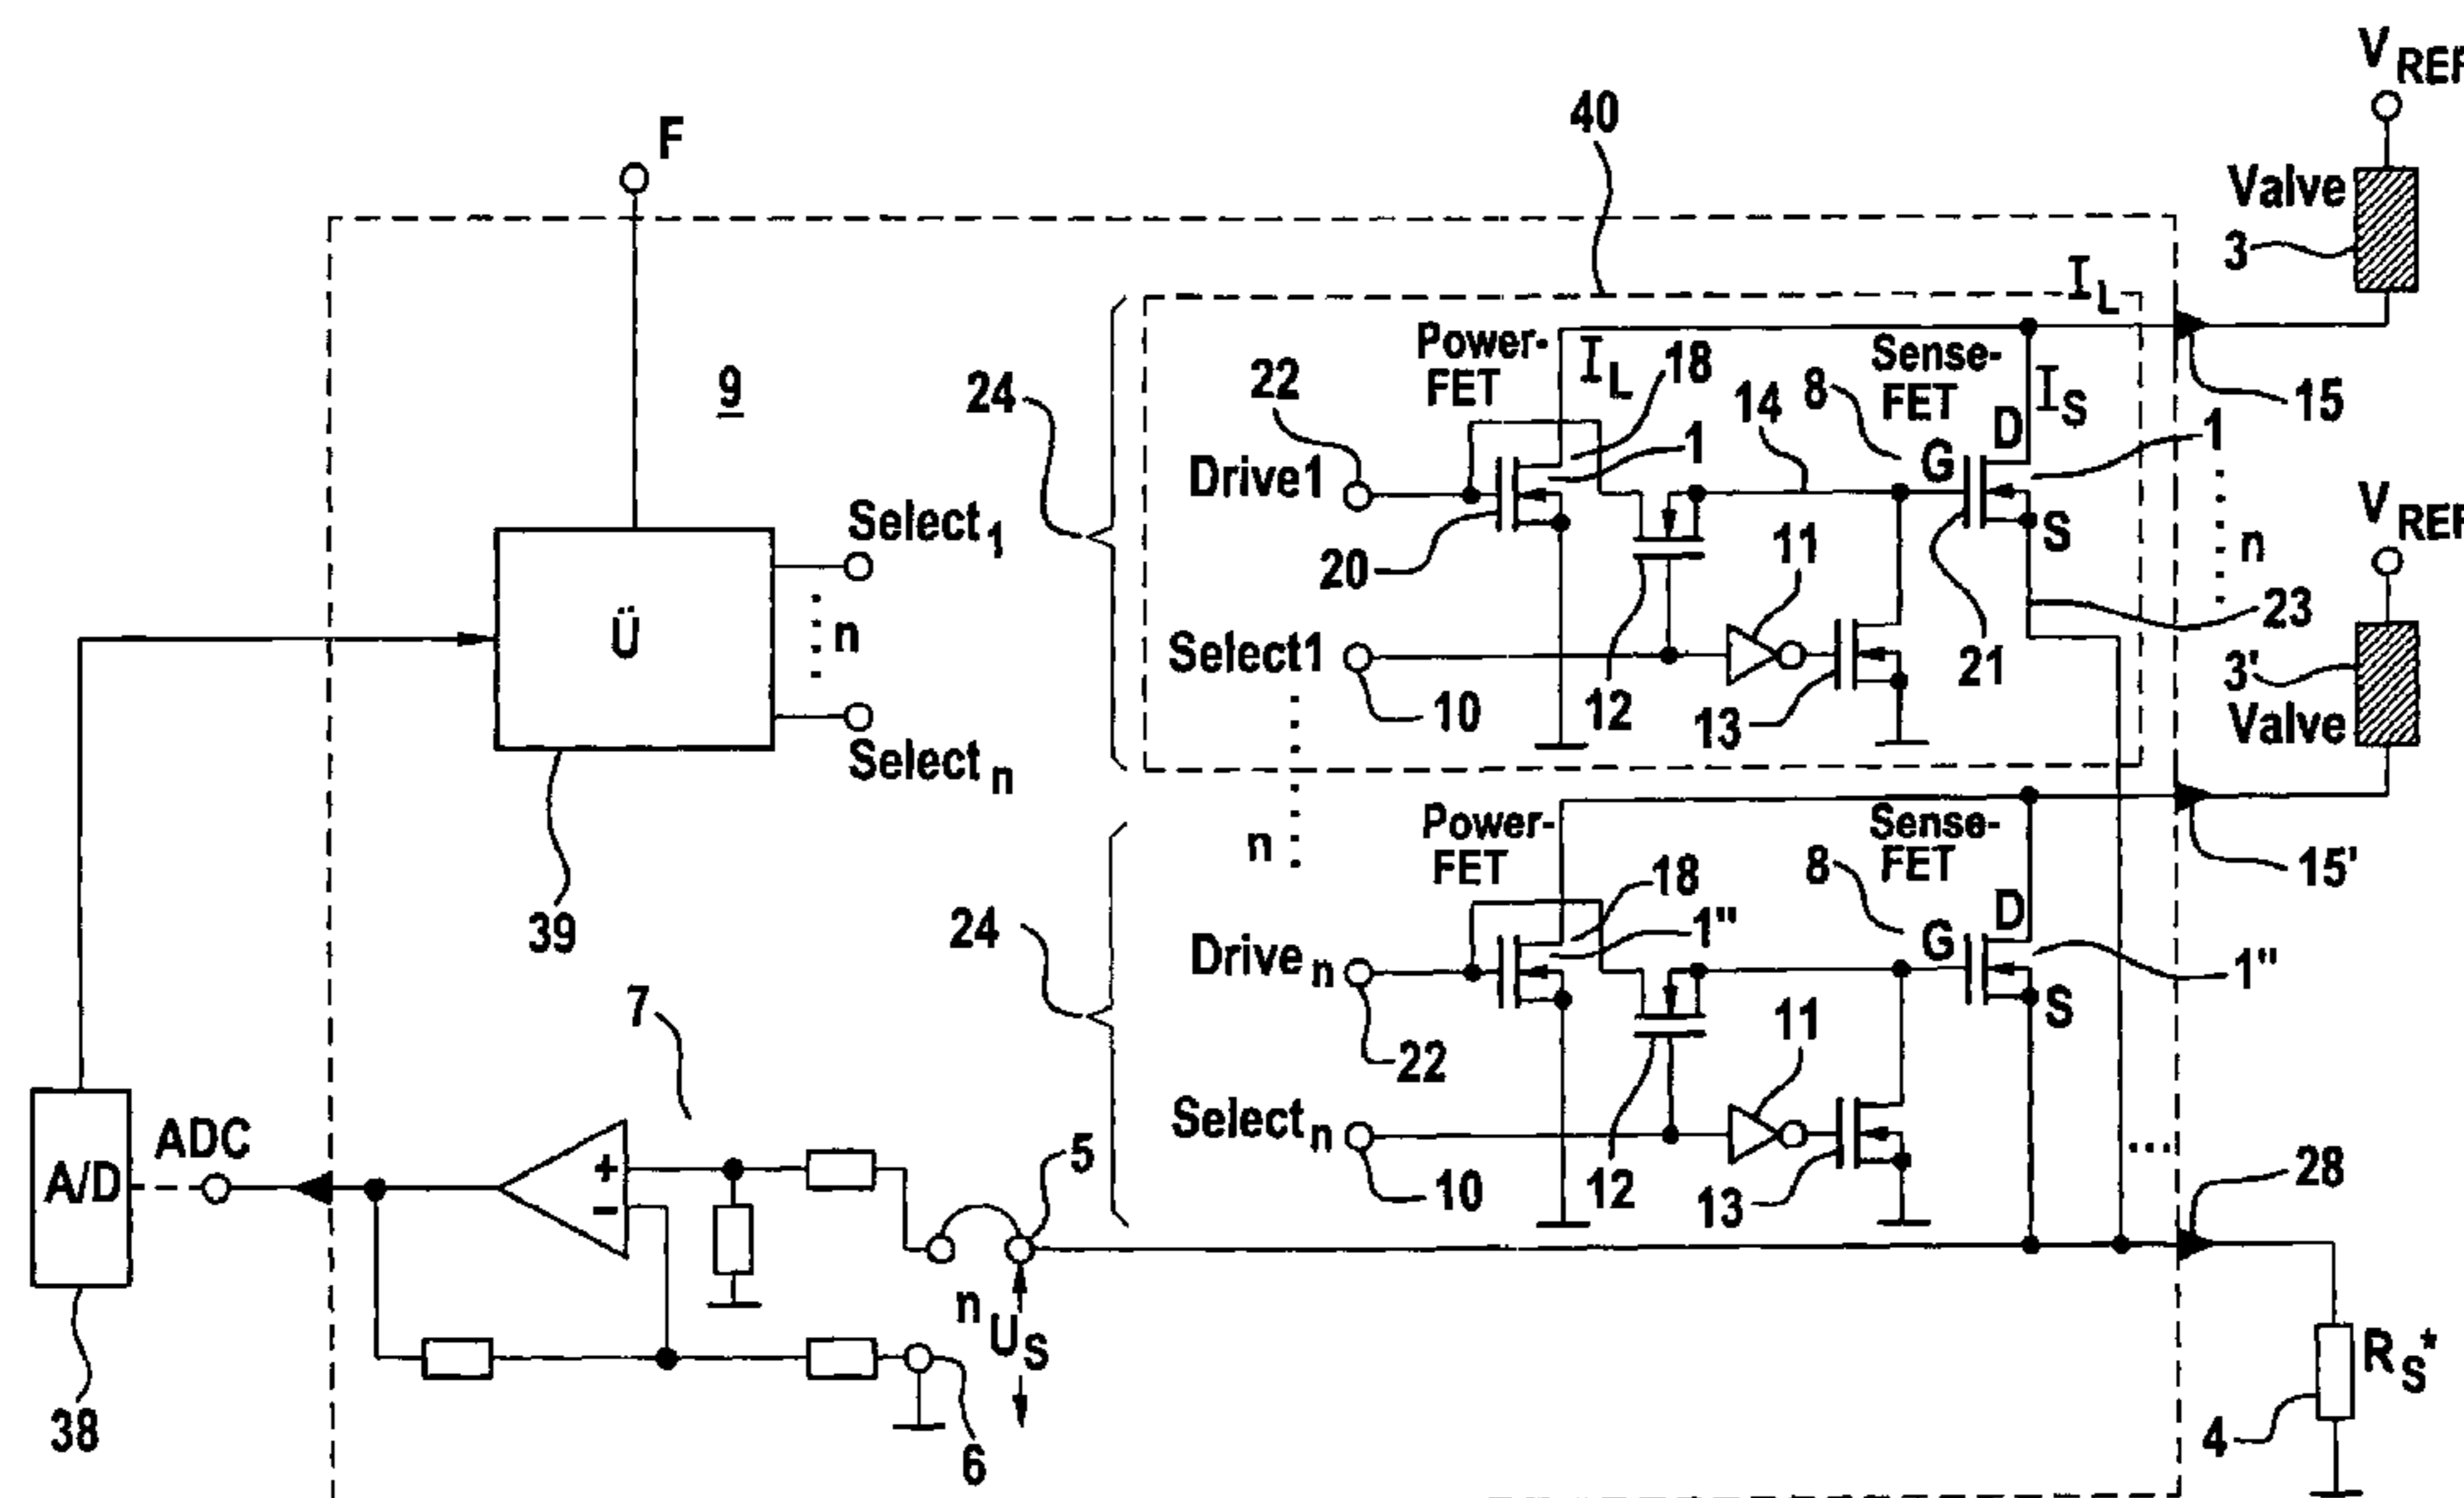 V REF
40
F
Valve
3
I L
Power-FET
I L
18
Sense-FET
I S
15
22
24
9
14
8
1
D
1
G
Drive1
Select 1
V REF
S
n
20
11
23
Ü
n
Select1
21
3'
10
12
13
Valve
Select n
n
Power-FET
Sense-FET
15'
39
24
18
8
D
1"
G
1"
Drive n
S
7
22
11
ADC
A/D
+
-
5
Select n
...
28
10
12
13
n
U S
R S *
38
6
4